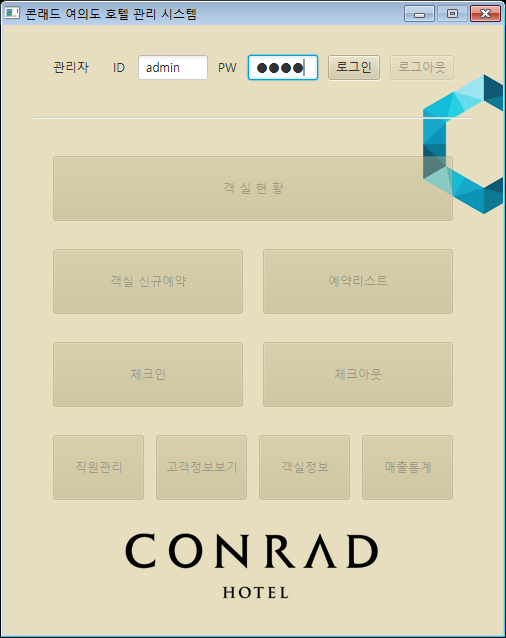 콘래드 여의도 호텔 관리 시스템
관리자 ID admin PW ●●●● 로그인 로그아웃
객 실 현 황
객실 신규예약 예약리스트
체크인 체크아웃
직원관리 고객정보보기 객실정보 매출통계
CONRAD
HOTEL